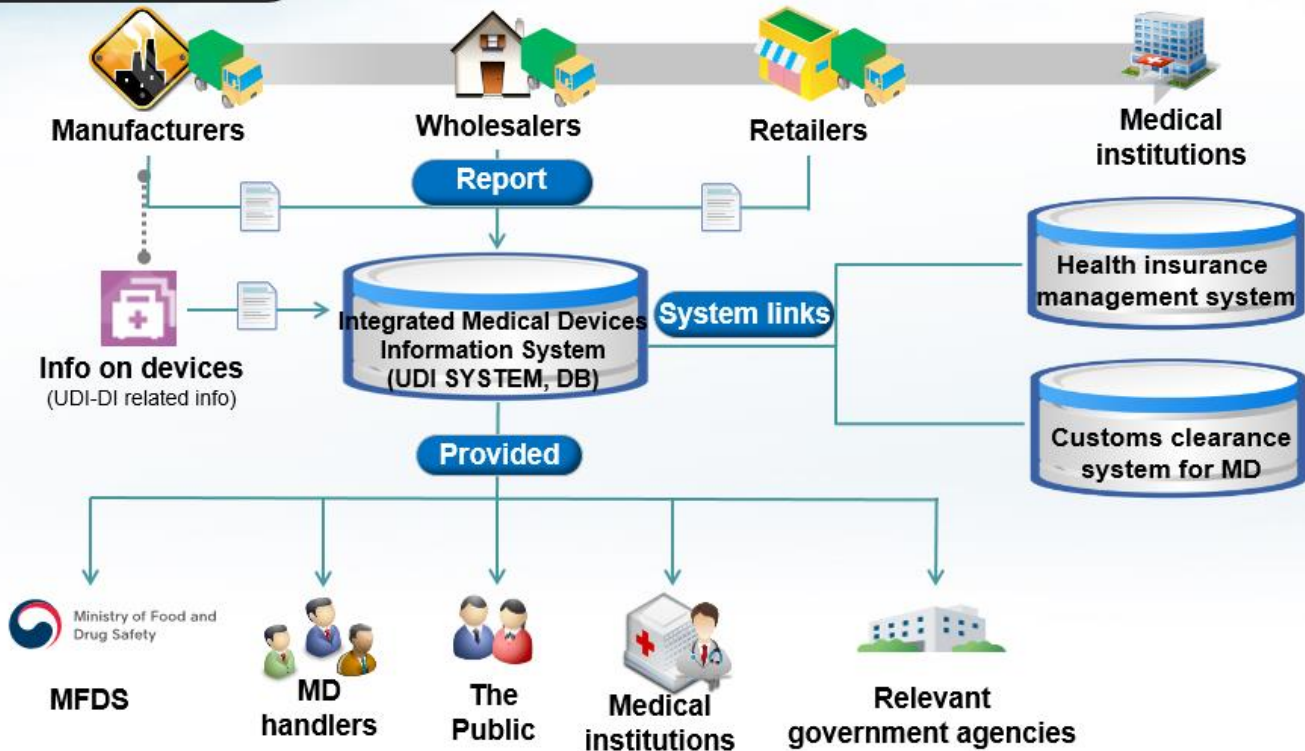 Manufacturers
Wholesalers
Retailers
Medical
institutions
Report
Health insurance
management system
Integrated Medical Devices
Information System
(UDI SYSTEM, DB)
System links
Info on devices
(UDI-DI related info)
Customs clearance
system for MD
Provided
Ministry of Food and
Drug Safety
MFDS
MD
handlers
The
Public
Medical
institutions
Relevant
government agencies